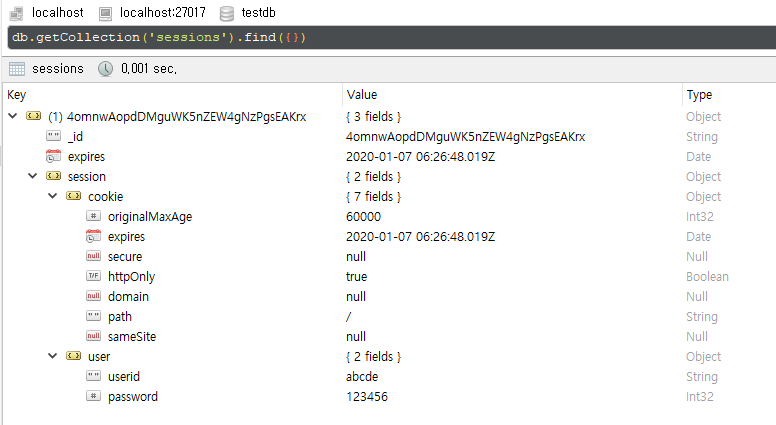 localhost localhost:27017 testdb
db.getCollection('sessions').find({})
sessions 0,001 sec,
Key Value Type
(1) 4omnwAopdDMguWK5nZEW4gNzPgsEAKrx { 3 fields } Object
"" _id 4omnwAopdDMguWK5nZEW4gNzPgsEAKrx String
expires 2020-01-07 06:26:48.019Z Date
session { 2 fields } Object
cookie { 7 fields } Object
# originalMaxAge 60000 Int32
expires 2020-01-07 06:26:48.019Z Date
null secure null Null
T/F httpOnly true Boolean
null domain null Null
"" path / String
null sameSite null Null
user { 2 fields } Object
"" userid abcde String
# password 123456 Int32